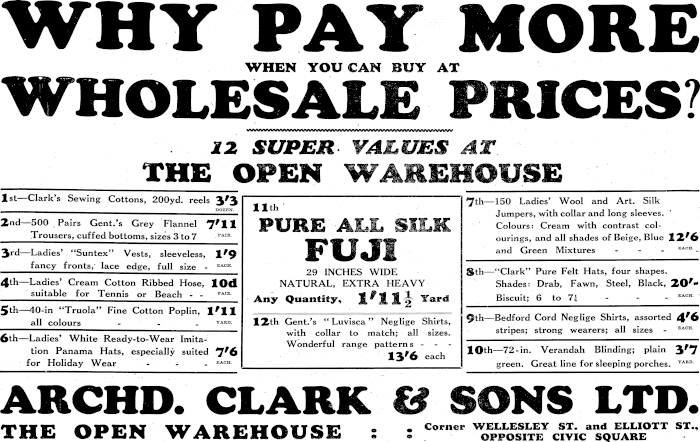 WHY PAY MORE
WHEN YOU CAN BUY AT
WHOLESALE PRICES?
12 SUPER VALUES AT
THE OPEN WAREHOUSE
1st—Clark's Sewing Cottons, 200yd. reels 3'3 DOZEN.
2nd—500 Pairs Gent.'s Grey Flannel
Trousers, cuffed bottoms, sizes 3 to 7 7'11 PAIR.
3rd—Ladies' "Suntex" Vests, sleeveless,
fancy fronts, lace edge, full size - 1'9 EACH.
4th—Ladies' Cream Cotton Ribbed Hose,
suitable for Tennis or Beach - - 10d PAIR.
5th—40-in "Truola" Fine Cotton Poplin,
all colours - - - - 1'11 YARD.
6th—Ladies' White Ready-to-Wear Imita-
tion Panama Hats, especially suited
for Holiday Wear - - - 7'6 EACH.
11th
PURE ALL SILK
FUJI
29 INCHES WIDE
NATURAL, EXTRA HEAVY
Any Quantity, 1'11½ Yard
12th Gent.'s "Luvisca" Neglige Shirts,
with collar to match; all sizes.
Wonderful range patterns - - -
13'6 each
7th—150 Ladies' Wool and Art. Silk
Jumpers, with collar and long sleeves.
Colours: Cream with contrast col-
ourings, and all shades of Beige, Blue
and Green Mixtures - - - 12'6 EACH.
8th—"Clark" Pure Felt Hats, four shapes.
Shades: Drab, Fawn, Steel, Black,
Biscuit; 6 to 7¼ - - - 20'- EACH.
9th—Bedford Cord Neglige Shirts, assorted
stripes; strong wearers; all sizes - 4'6 EACH.
10th—72-in. Verandah Blinding; plain
green. Great line for sleeping porches. 3'7 YARD.
ARCHD. CLARK & SONS LTD.
THE OPEN WAREHOUSE : : Corner WELLESLEY ST. and ELLIOTT ST.,
OPPOSITE CIVIC SQUARE